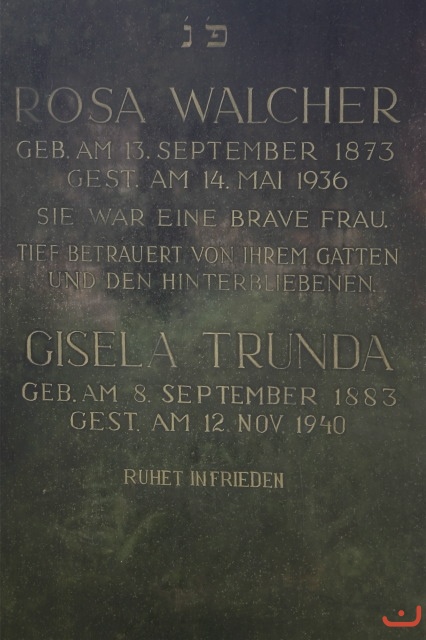 פ״נ
ROSA WALCHER
GEB. AM 13. SEPTEMBER 1873
GEST. AM 14. MAI 1936
SIE WAR EINE BRAVE FRAU.
TIEF BETRAUERT VON IHREM GATTEN
UND DEN HINTERBLIEBENEN.
GISELA TRUNDA
GEB. AM 8. SEPTEMBER 1883
GEST. AM 12. NOV. 1940
RUHET IN FRIEDEN